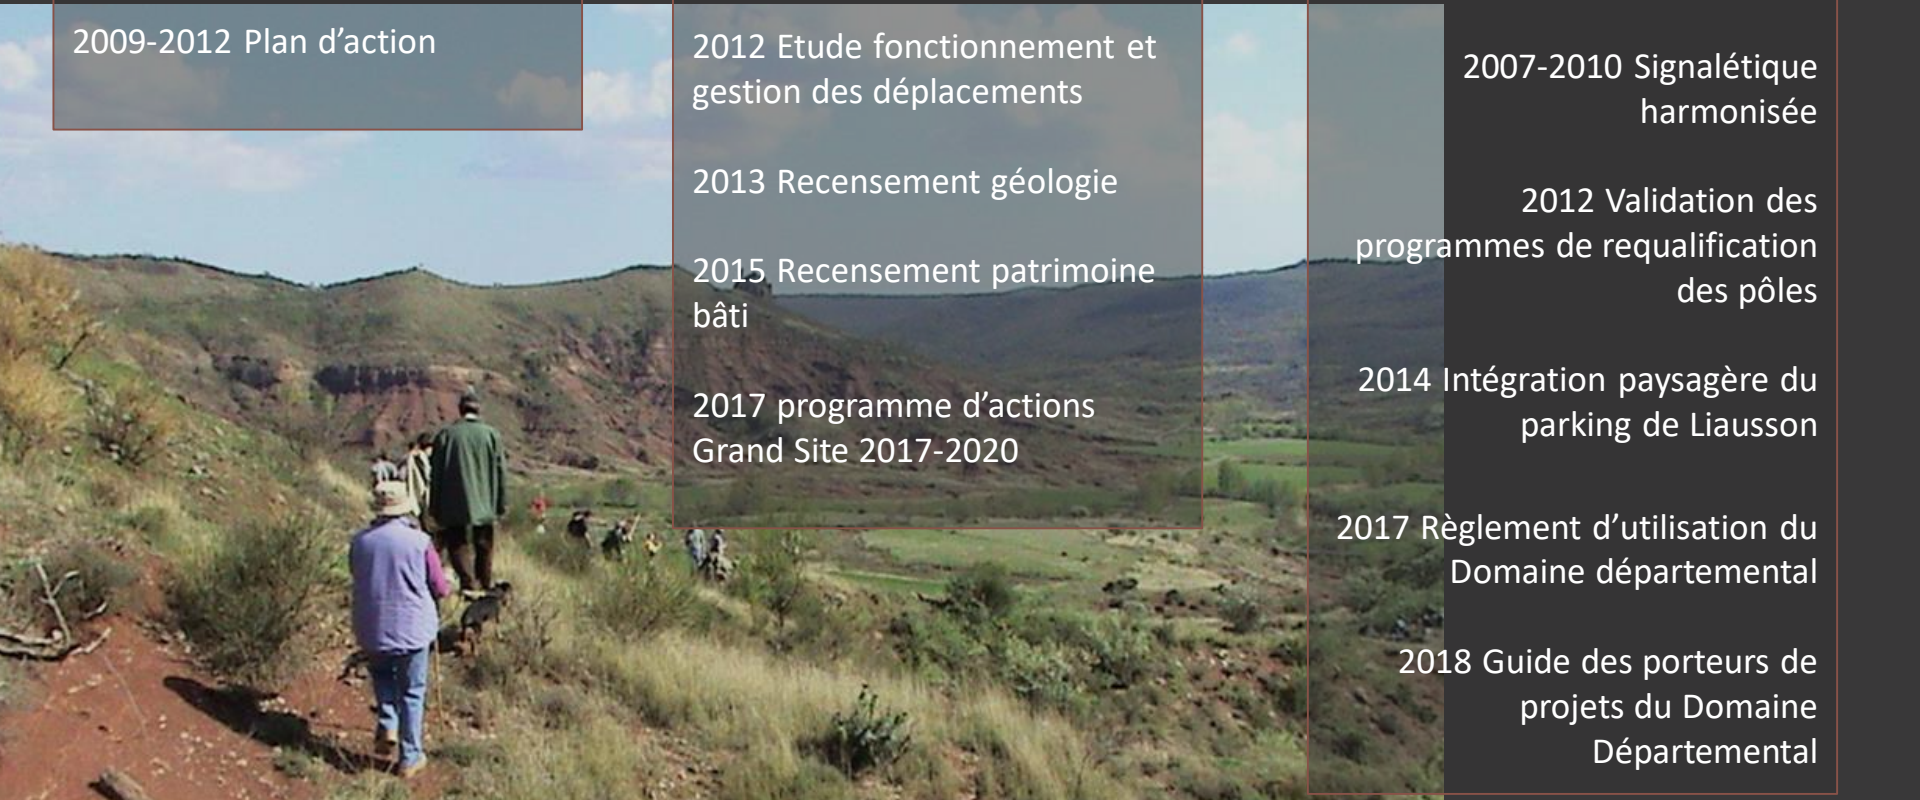 2009-2012 Plan d’action
2012 Etude fonctionnement et
gestion des déplacements
2013 Recensement géologie
2015 Recensement patrimoine
bâti
2017 programme d’actions
Grand Site 2017-2020
2007-2010 Signalétique
harmonisée
2012 Validation des
programmes de requalification
des pôles
2014 Intégration paysagère du
parking de Liausson
2017 Règlement d’utilisation du
Domaine départemental
2018 Guide des porteurs de
projets du Domaine
Départemental